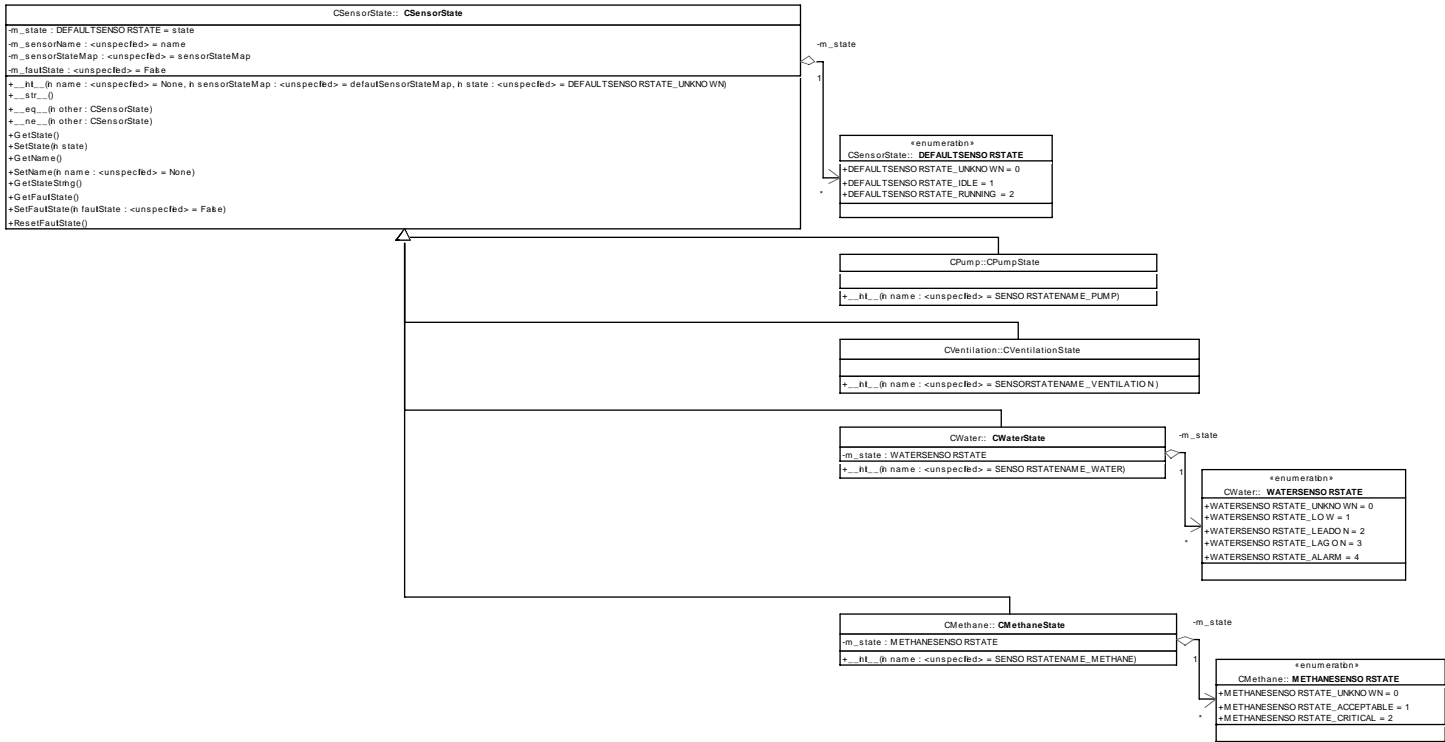 CSensorState:: CSensorState
-m_state : DEFAULTSENSORSTATE = state
-m_sensorName : <unspecified> = name
-m_sensorStateMap : <unspecified> = sensorStateMap
-m_faultState : <unspecified> = False
+__init__(in name : <unspecified> = None, in sensorStateMap : <unspecified> = defaultSensorStateMap, in state : <unspecified> = DEFAULTSENSORSTATE_UNKNOWN)
+__str__()
+__eq__(in other : CSensorState)
+__ne__(in other : CSensorState)
+GetState()
+SetState(in state)
+GetName()
+SetName(in name : <unspecified> = None)
+GetStateString()
+GetFaultState()
+SetFaultState(in faultState : <unspecified> = False)
+ResetFaultState()
-m_state
1
*
«enumeration»
CSensorState:: DEFAULTSENSORSTATE
+DEFAULTSENSORSTATE_UNKNOWN = 0
+DEFAULTSENSORSTATE_IDLE = 1
+DEFAULTSENSORSTATE_RUNNING = 2
CPump::CPumpState
+__init__(in name : <unspecified> = SENSORSTATENAME_PUMP)
CVentilation::CVentilationState
+__init__(in name : <unspecified> = SENSORSTATENAME_VENTILATION)
CWater:: CWaterState
-m_state : WATERSENSORSTATE
+__init__(in name : <unspecified> = SENSORSTATENAME_WATER)
-m_state
1
*
«enumeration»
CWater:: WATERSENSORSTATE
+WATERSENSORSTATE_UNKNOWN = 0
+WATERSENSORSTATE_LOW = 1
+WATERSENSORSTATE_LEADON = 2
+WATERSENSORSTATE_LAGON = 3
+WATERSENSORSTATE_ALARM = 4
CMethane:: CMethaneState
-m_state : METHANESENSORSTATE
+__init__(in name : <unspecified> = SENSORSTATENAME_METHANE)
-m_state
1
*
«enumeration»
CMethane:: METHANESENSORSTATE
+METHANESENSORSTATE_UNKNOWN = 0
+METHANESENSORSTATE_ACCEPTABLE = 1
+METHANESENSORSTATE_CRITICAL = 2